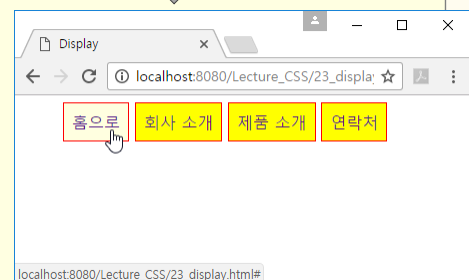 Display
localhost:8080/Lecture_CSS/23_display
홈으로 회사 소개 제품 소개 연락처
localhost:8080/Lecture_CSS/23_display.html#